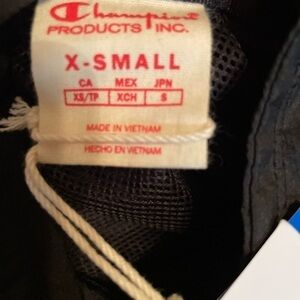 Champion
PRODUCTS INC.
X-SMALL
CA MEX JPN
XS/TP XCH S
MADE IN VIETNAM
HECHO EN VIETNAM